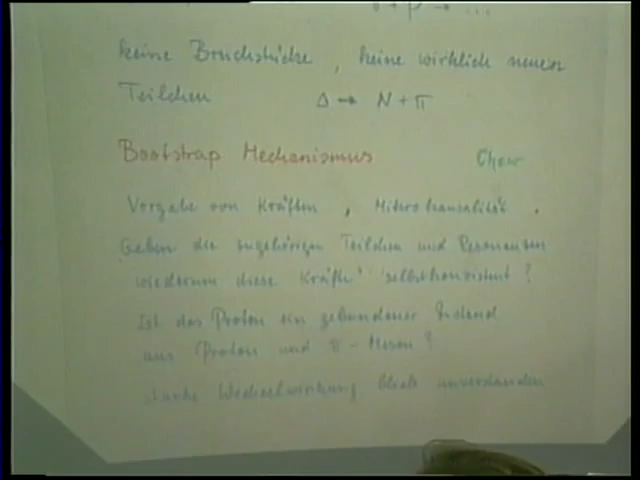 γ + p → ...
keine Bruchstücke , keine wirklich neuen
Teilchen Δ → N + π
Bootstrap Mechanismus Chew
Vorgabe von Kräften , Mikrokausalität .
Geben die zugehörigen Teilchen und Resonanzen
wiederum diese Kräfte 'selbstkonsistent' ?
Ist das Proton ein gebundener Zustand
aus Proton und π - Meson ?
starke Wechselwirkung blieb unverstanden